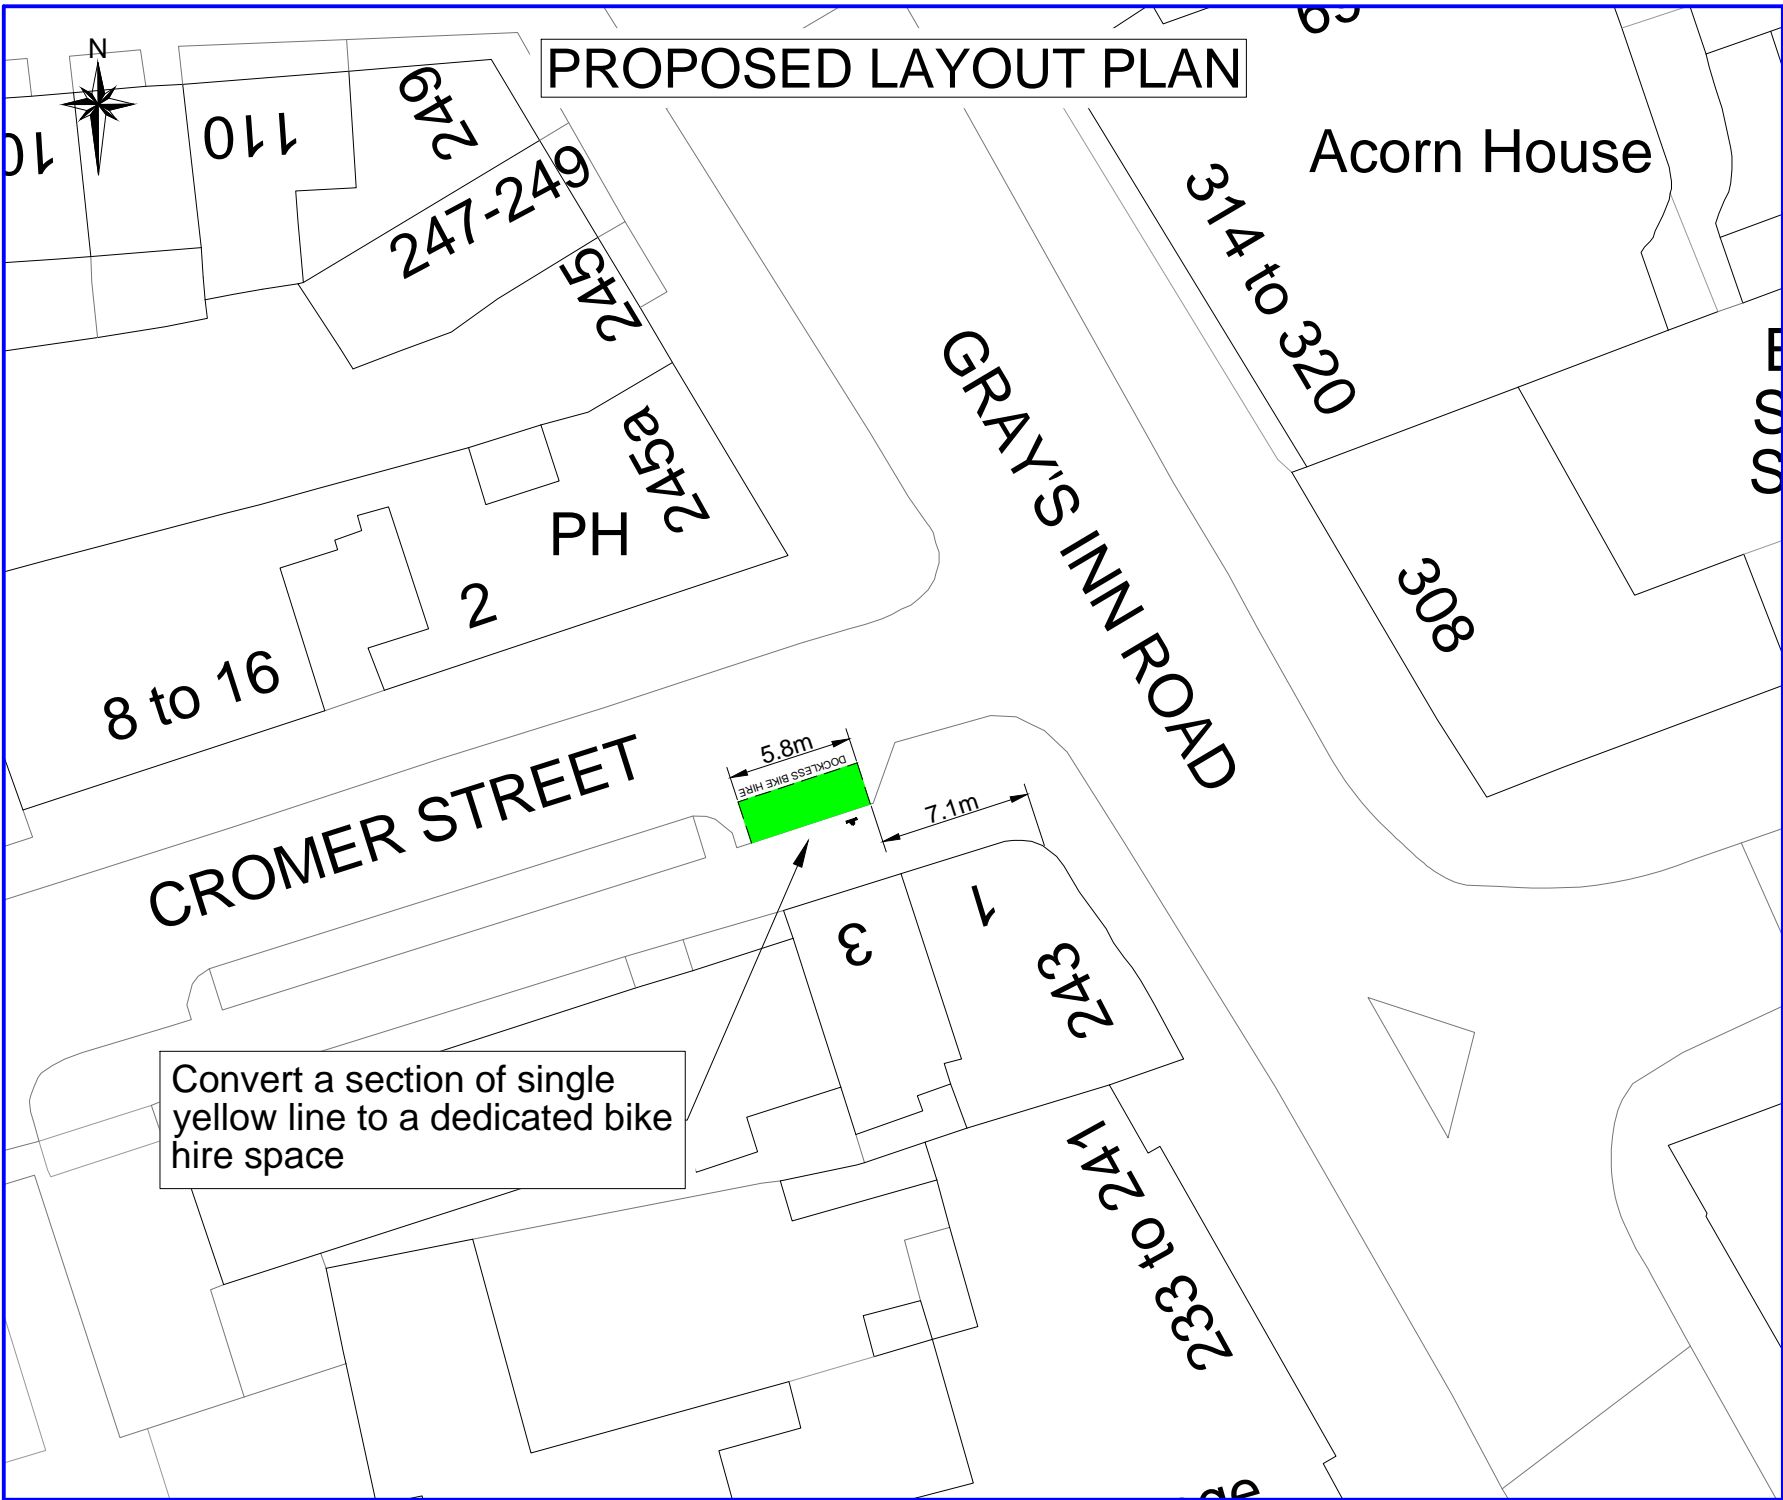 N
PROPOSED LAYOUT PLAN
249
110
10
247-249
Acorn House
314 to 320
245
GRAY'S INN ROAD
245a
PH
2
308
8 to 16
CROMER STREET
5.8m
DOCKLESS BIKE HIRE
7.1m
1
3
243
Convert a section of single
yellow line to a dedicated bike
hire space
233 to 241